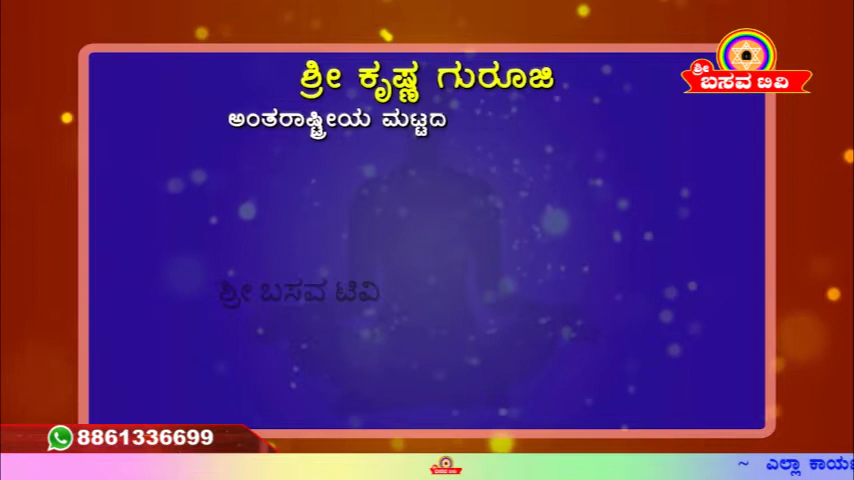 ಶ್ರೀ ಕೃಷ್ಣ ಗುರೂಜಿ
ಅಂತರಾಷ್ಟ್ರೀಯ ಮಟ್ಟದ
ಶ್ರೀ
ಬಸವ ಟಿವಿ
ಶ್ರೀ ಬಸವ ಟಿವಿ
8861336699
~ ಎಲ್ಲಾ